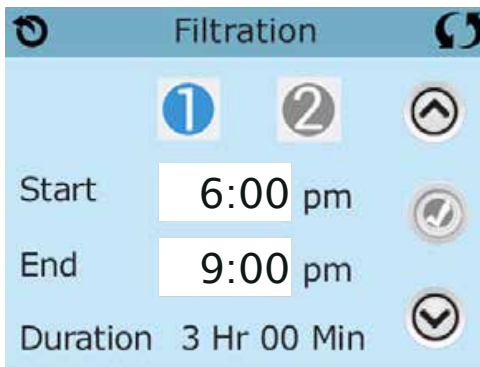 Filtration
1 2
Start 6:00 pm
End 9:00 pm
Duration 3 Hr 00 Min